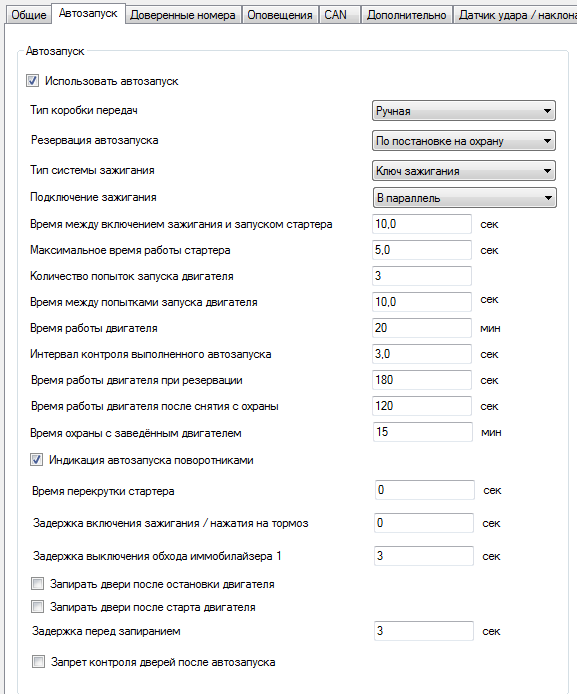 Общие Автозапуск Доверенные номера Оповещения CAN Дополнительно Датчик удара / наклона
Автозапуск
Использовать автозапуск
Тип коробки передач Ручная
Резервация автозапуска По постановке на охрану
Тип системы зажигания Ключ зажигания
Подключение зажигания В параллель
Время между включением зажигания и запуском стартера 10,0 сек
Максимальное время работы стартера 5,0 сек
Количество попыток запуска двигателя 3
Время между попытками запуска двигателя 10,0 сек
Время работы двигателя 20 мин
Интервал контроля выполненного автозапуска 3,0 сек
Время работы двигателя при резервации 180 сек
Время работы двигателя после снятия с охраны 120 сек
Время охраны с заведённым двигателем 15 мин
Индикация автозапуска поворотниками
Время перекрутки стартера 0 сек
Задержка включения зажигания / нажатия на тормоз 0 сек
Задержка выключения обхода иммобилайзера 1 3 сек
Запирать двери после остановки двигателя
Запирать двери после старта двигателя
Задержка перед запиранием 3 сек
Запрет контроля дверей после автозапуска